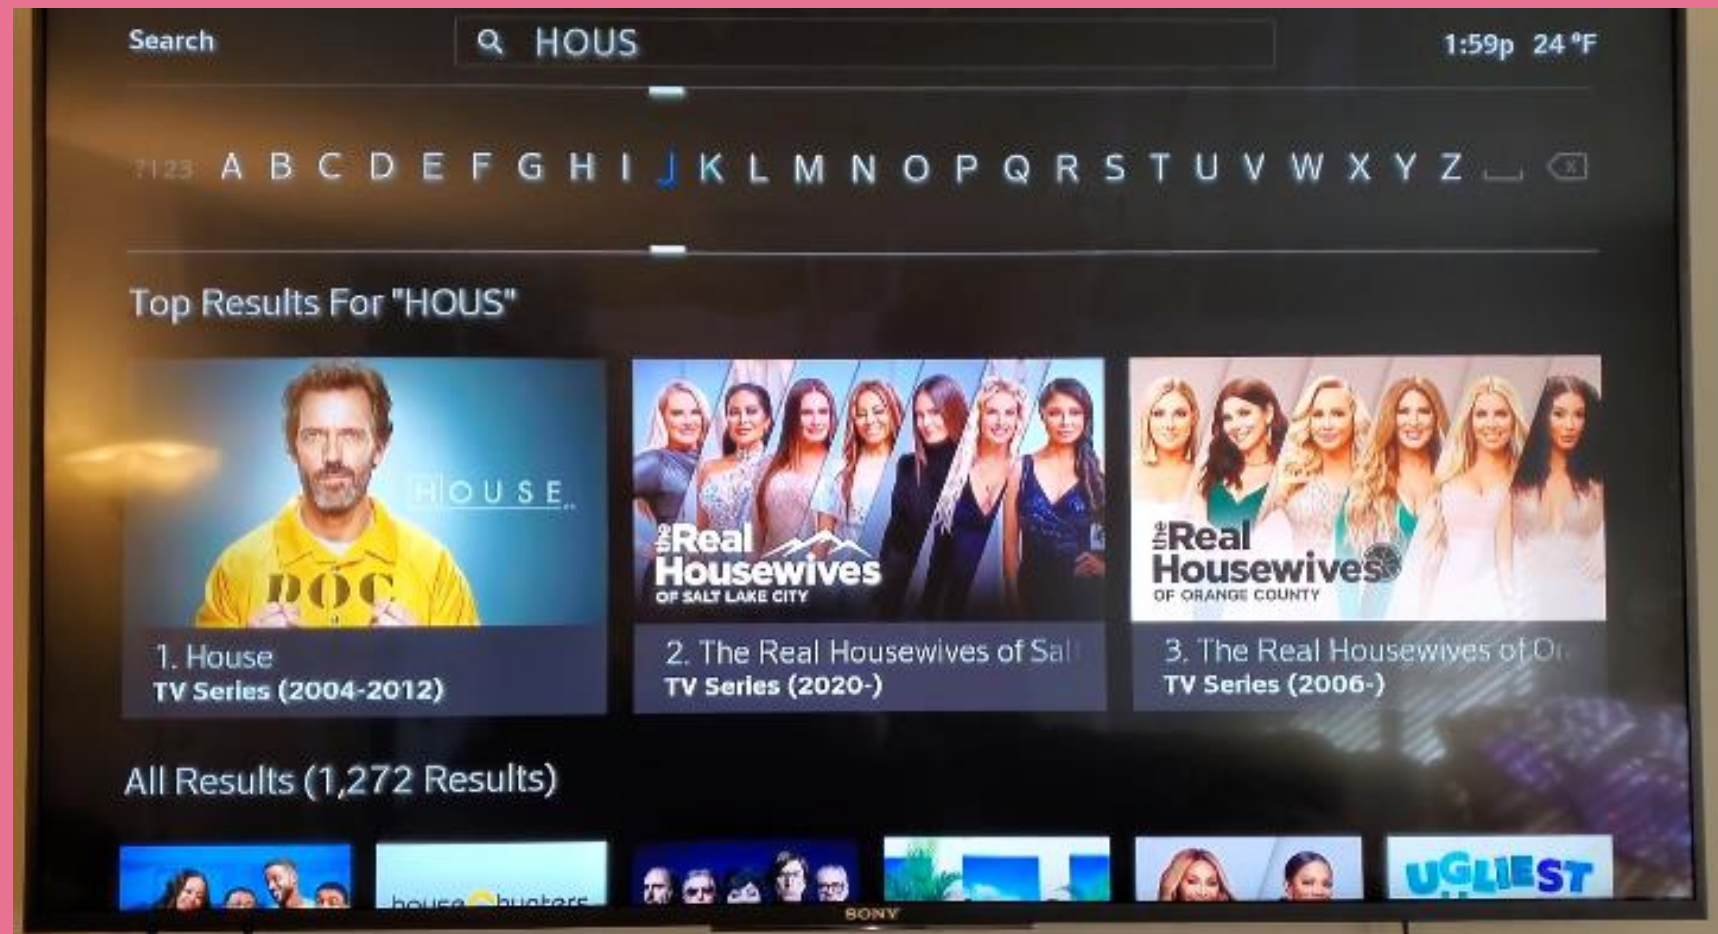 Search HOUS 1:59p 24 °F
?123 A B C D E F G H I J K L M N O P Q R S T U V W X Y Z
Top Results For "HOUS"
HOUSE
DOC
the Real Housewives
OF SALT LAKE CITY
the Real Housewives
OF ORANGE COUNTY
1. House
TV Series (2004-2012)
2. The Real Housewives of Salt
TV Series (2020-)
3. The Real Housewives of Or
TV Series (2006-)
All Results (1,272 Results)
house hunters
UGLIEST
SONY